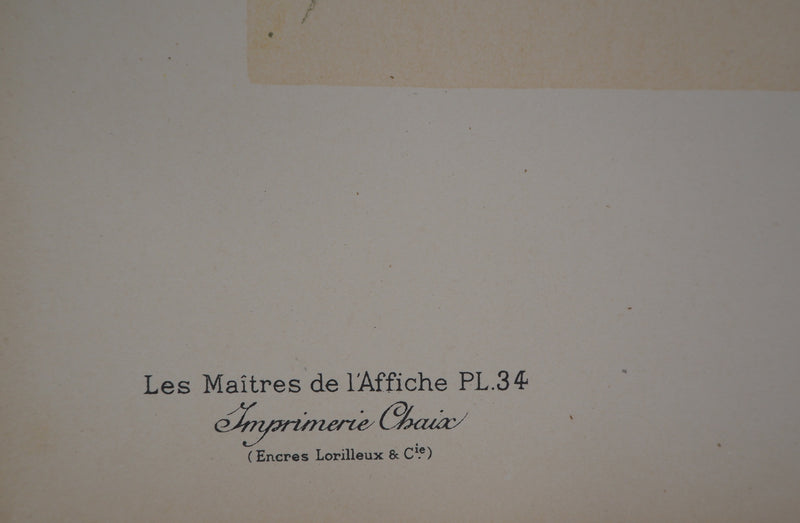 Les Maîtres de l'Affiche PL.34
Imprimerie Chaix
(Encres Lorilleux & Cie)